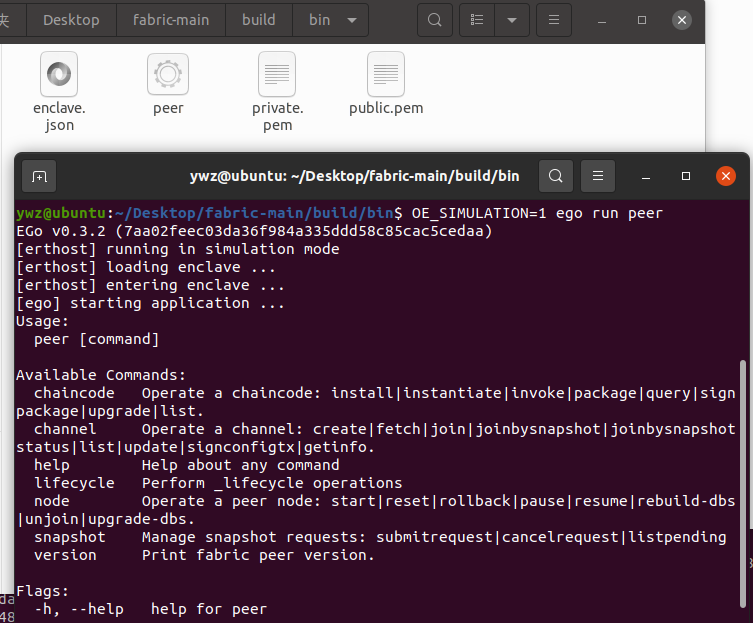 夹 Desktop fabric-main build bin
enclave.
json
peer
private.
pem
public.pem
ywz@ubuntu: ~/Desktop/fabric-main/build/bin
ywz@ubuntu:~/Desktop/fabric-main/build/bin$ OE_SIMULATION=1 ego run peer
EGo v0.3.2 (7aa02feec03da36f984a335ddd58c85cac5cedaa)
[erthost] running in simulation mode
[erthost] loading enclave ...
[erthost] entering enclave ...
[ego] starting application ...
Usage:
  peer [command]

Available Commands:
  chaincode   Operate a chaincode: install|instantiate|invoke|package|query|sign
package|upgrade|list.
  channel     Operate a channel: create|fetch|join|joinbysnapshot|joinbysnapshot
status|list|update|signconfigtx|getinfo.
  help        Help about any command
  lifecycle   Perform _lifecycle operations
  node        Operate a peer node: start|reset|rollback|pause|resume|rebuild-dbs
|unjoin|upgrade-dbs.
  snapshot    Manage snapshot requests: submitrequest|cancelrequest|listpending
  version     Print fabric peer version.

Flags:
  -h, --help   help for peer
da
48